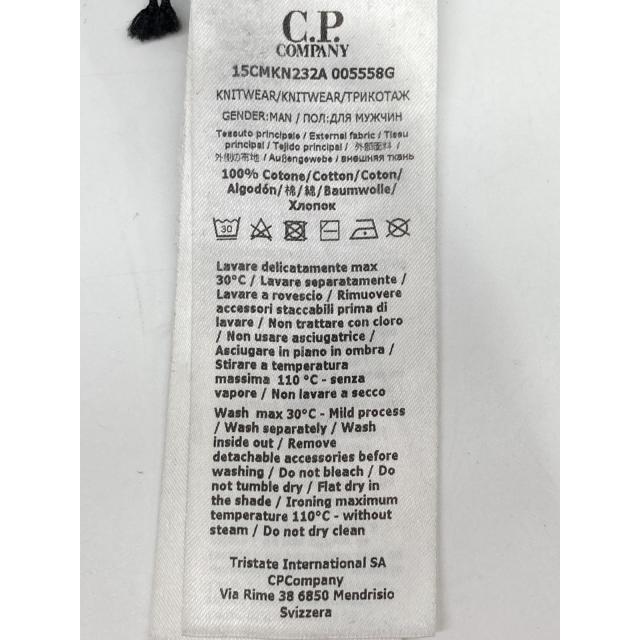 C.P.
COMPANY
15CMKN232A 005558G
KNITWEAR/KNITWEAR/ТРИКОТАЖ
GENDER:MAN / ПОЛ:ДЛЯ МУЖЧИН
Tessuto principale / External fabric / Tissu
principal / Tejido principal / 外部面料 /
外側の布地 / Außengewebe / внешняя ткань
100% Cotone/Cotton/Coton/
Algodón/棉/綿/Baumwolle/
Хлопок
30
Lavare delicatamente max
30°C / Lavare separatamente /
Lavare a rovescio / Rimuovere
accessori staccabili prima di
lavare / Non trattare con cloro
/ Non usare asciugatrice /
Asciugare in piano in ombra /
Stirare a temperatura
massima 110 °C - senza
vapore / Non lavare a secco
Wash max 30°C - Mild process
/ Wash separately / Wash
inside out / Remove
detachable accessories before
washing / Do not bleach / Do
not tumble dry / Flat dry in
the shade / Ironing maximum
temperature 110°C - without
steam / Do not dry clean
Tristate International SA
CPCompany
Via Rime 38 6850 Mendrisio
Svizzera